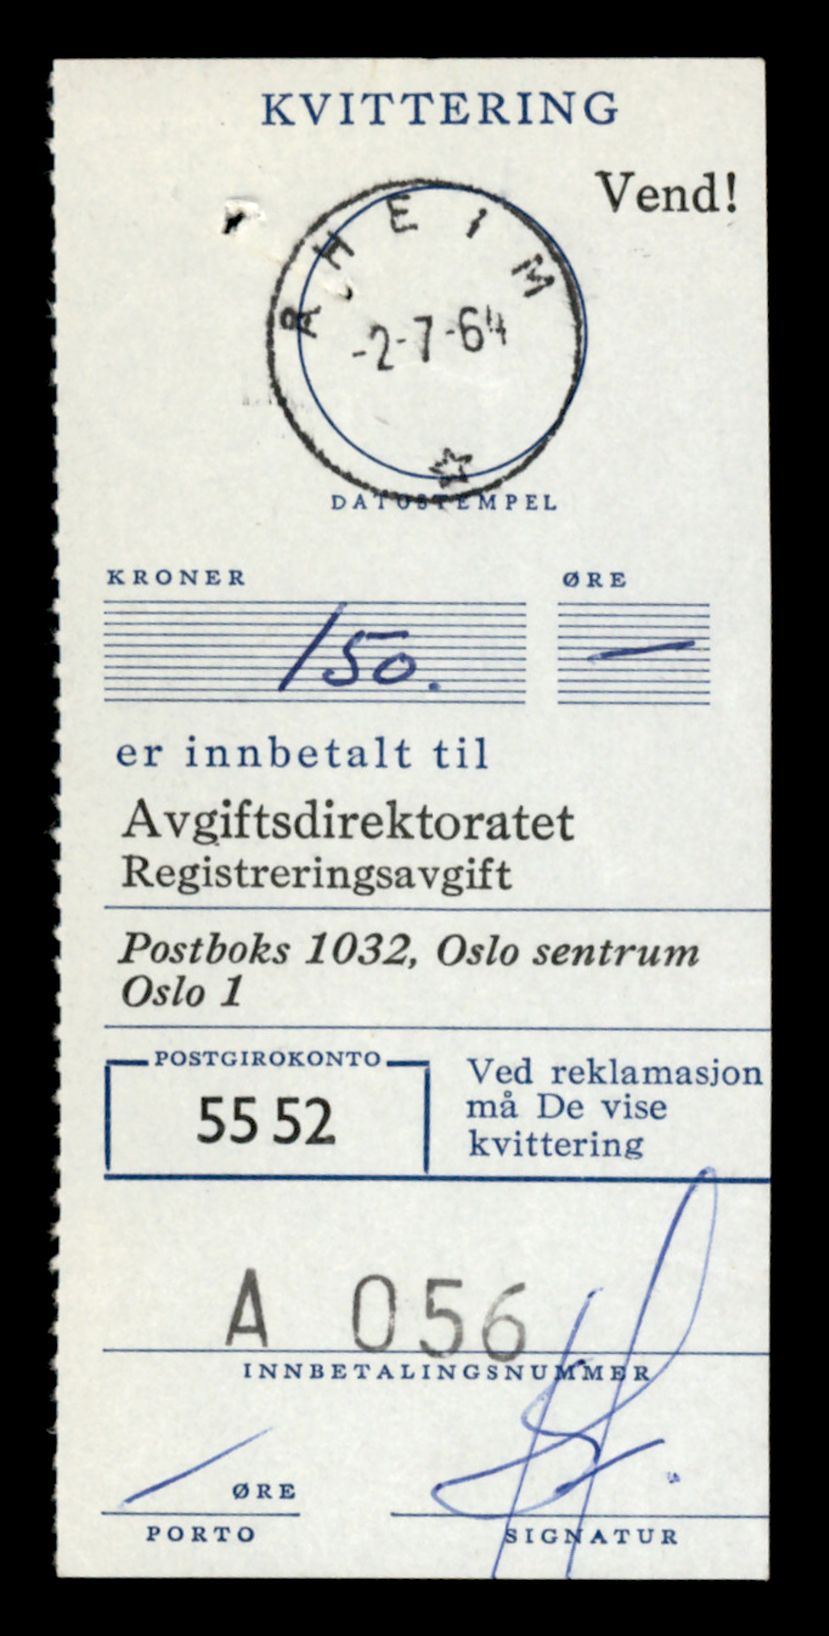 KVITTERING
Vend!
ÅHEIM
-2-7-64
DATOSTEMPEL
KRONER ØRE
150. —
er innbetalt til
Avgiftsdirektoratet
Registreringsavgift
Postboks 1032, Oslo sentrum
Oslo 1
POSTGIROKONTO
55 52
Ved reklamasjon
må De vise
kvittering
A 056
INNBETALINGSNUMMER
ØRE
PORTO
SIGNATUR